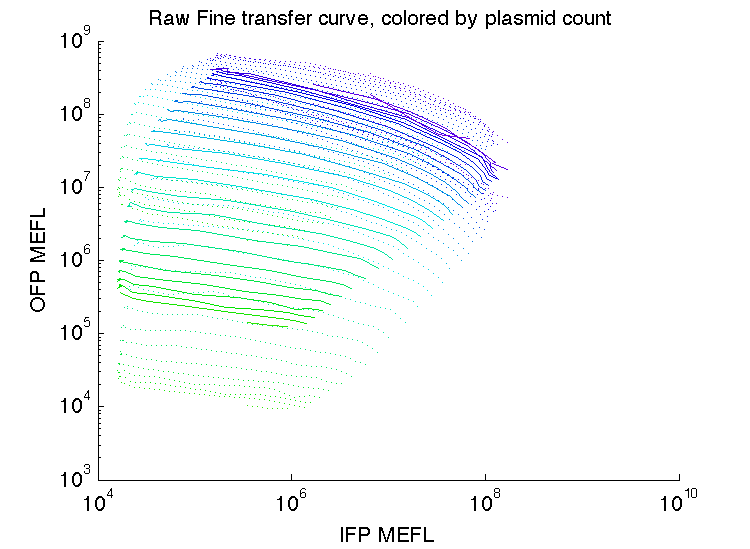 Raw Fine transfer curve, colored by plasmid count
10^9
10^8
10^7
10^6
10^5
10^4
10^3
OFP MEFL
10^4 10^6 10^8 10^10
IFP MEFL